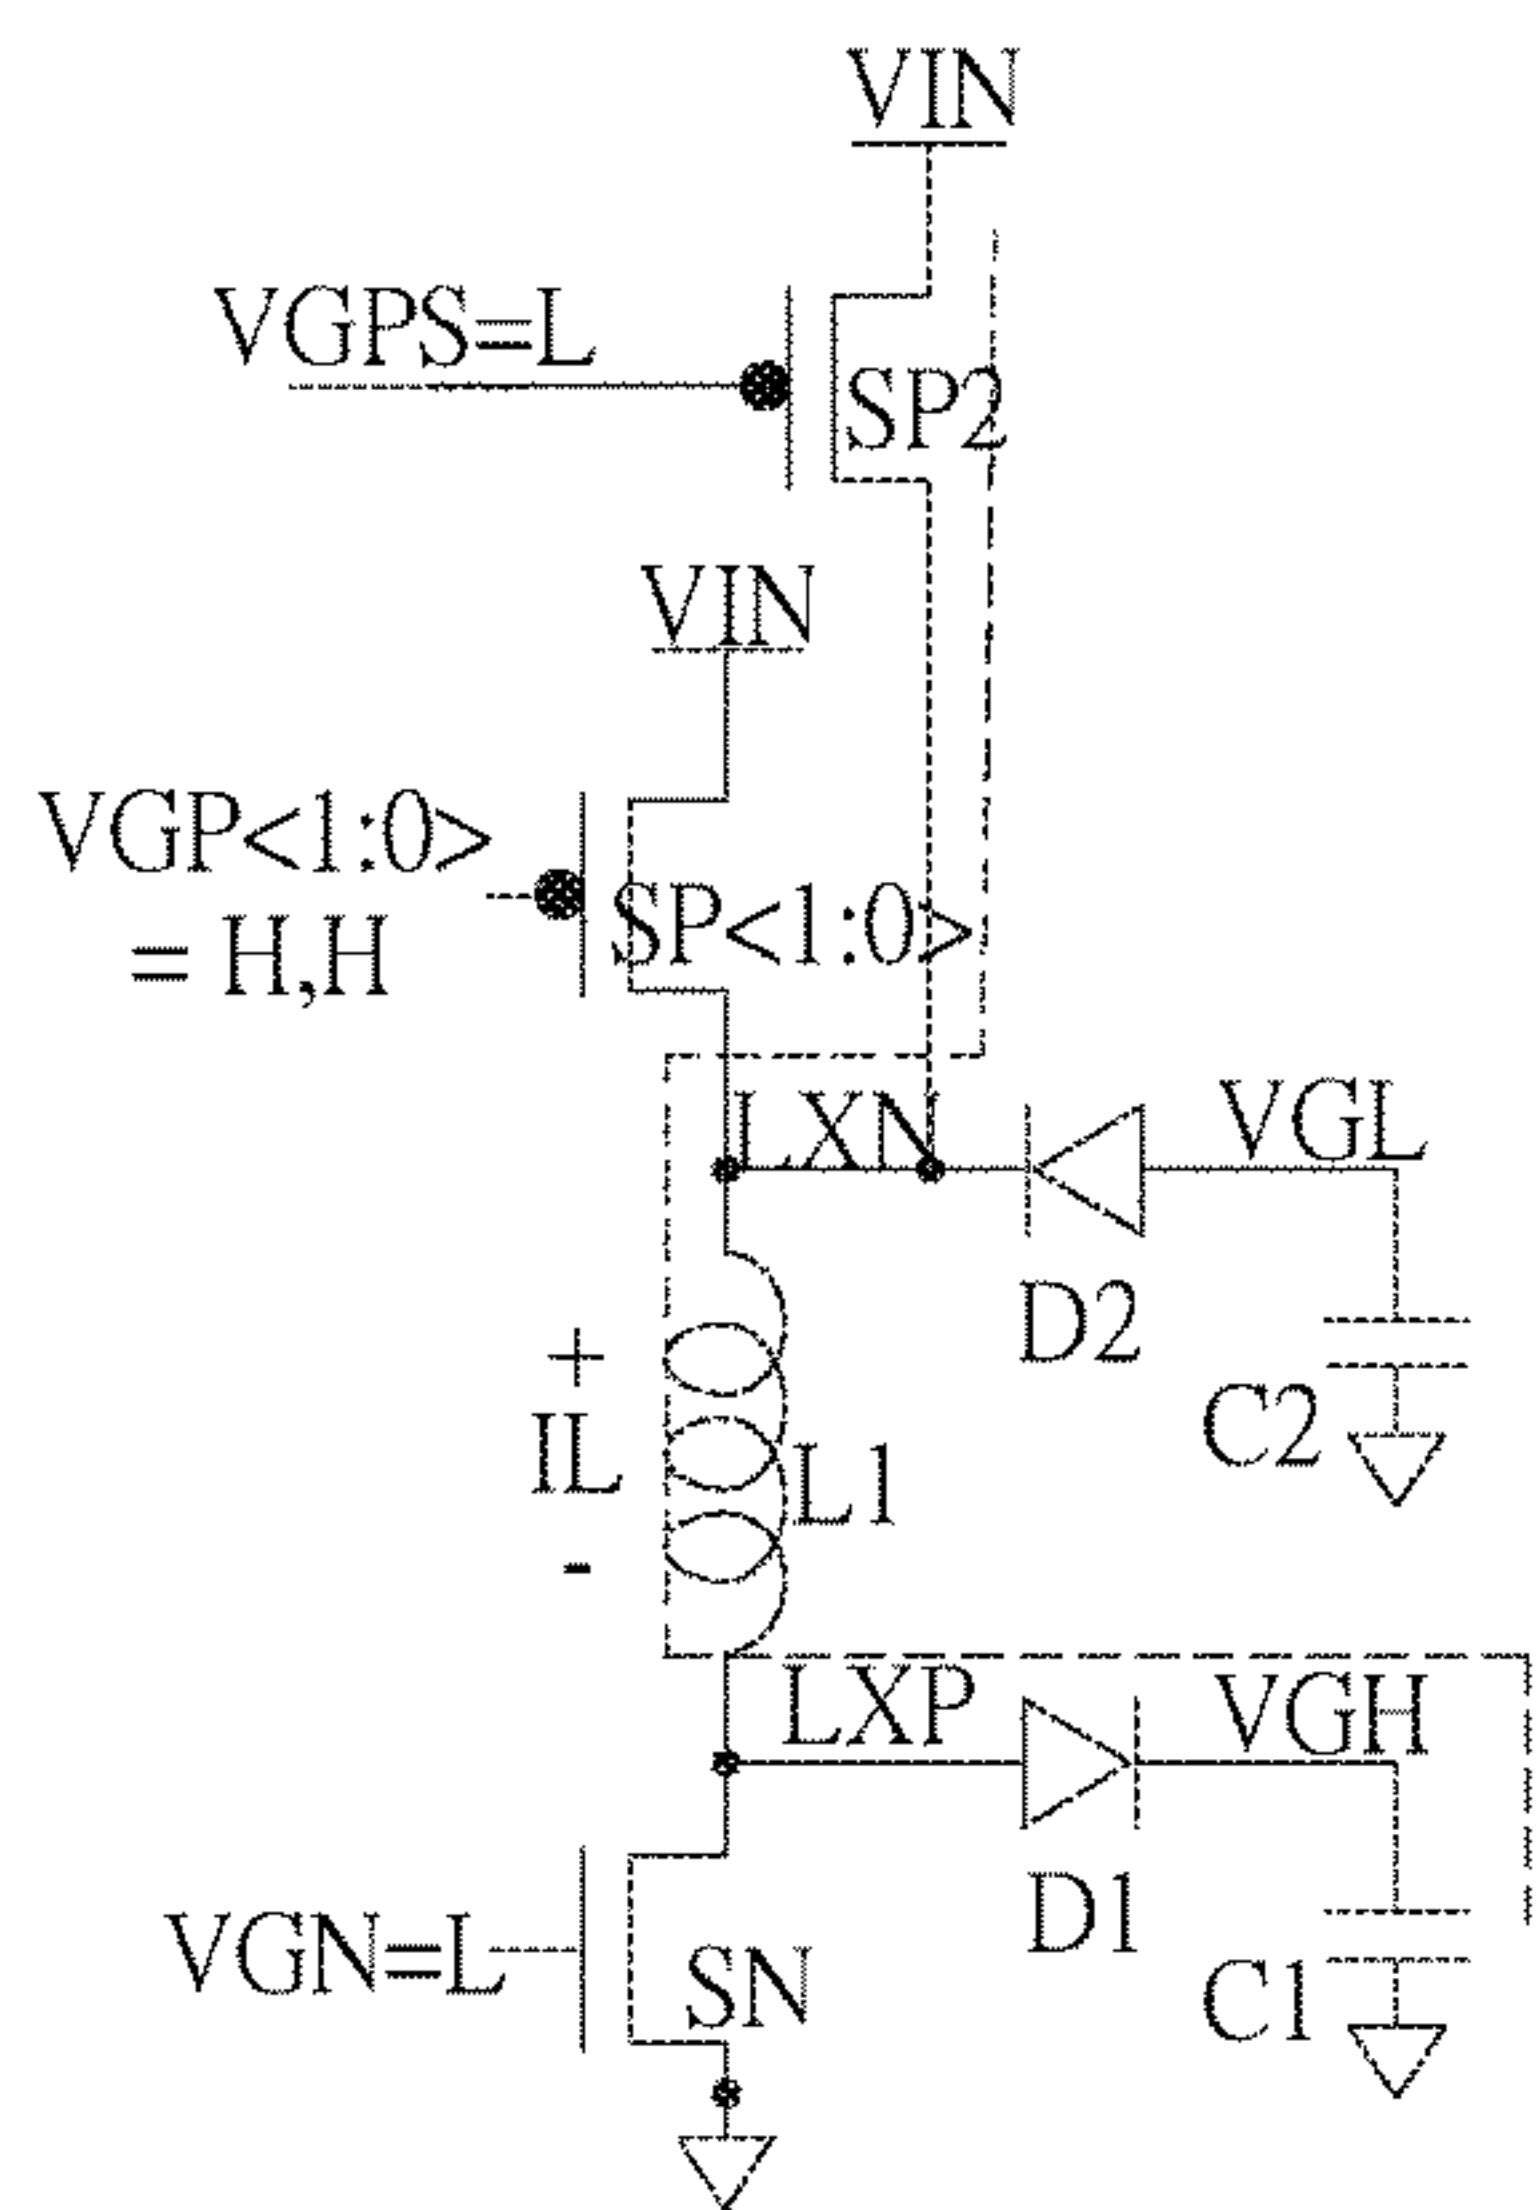 VIN
VGPS=L
SP2
VIN
VGP<1:0>
= H,H
SP<1:0>
LXN
VGL
D2
C2
+
IL
-
L1
LXP
VGH
D1
C1
VGN=L
SN